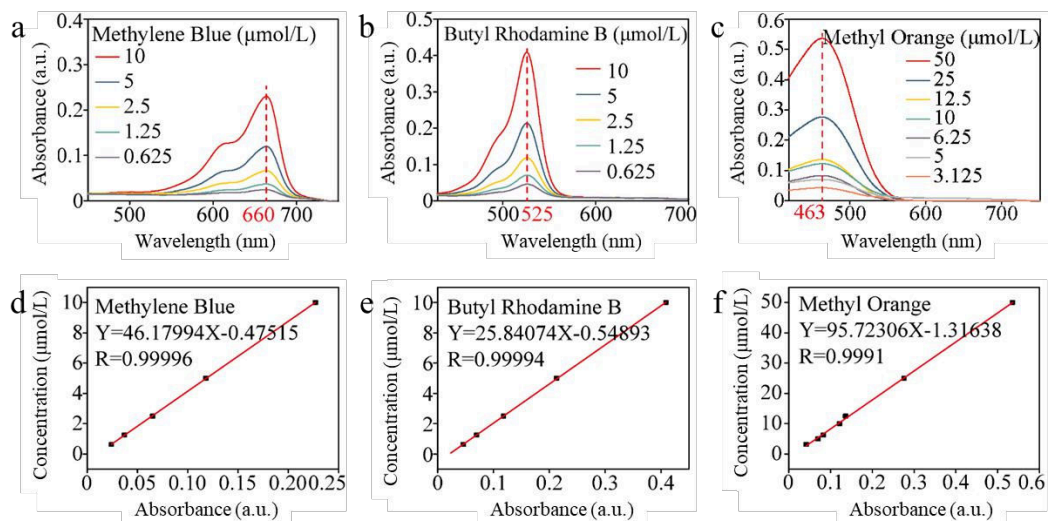 a
Methylene Blue (μmol/L)
10
5
2.5
1.25
0.625
0.4
0.3
0.2
0.1
0
500
600
660
700
Absorbance (a.u.)
Wavelength (nm)
b
Butyl Rhodamine B (μmol/L)
10
5
2.5
1.25
0.625
0.5
0.4
0.3
0.2
0.1
0
500
525
600
700
Absorbance (a.u.)
Wavelength (nm)
c
Methyl Orange (μmol/L)
50
25
12.5
10
6.25
5
3.125
0.6
0.5
0.4
0.3
0.2
0.1
0
463
500
600
700
Absorbance (a.u.)
Wavelength (nm)
d
Methylene Blue
Y=46.17994X-0.47515
R=0.99996
10
8
6
4
2
0
0
0.05
0.10
0.15
0.20
0.25
Concentration (μmol/L)
Absorbance (a.u.)
e
Butyl Rhodamine B
Y=25.84074X-0.54893
R=0.99994
10
8
6
4
2
0
0
0.1
0.2
0.3
0.4
Concentration (μmol/L)
Absorbance (a.u.)
f
Methyl Orange
Y=95.72306X-1.31638
R=0.9991
50
40
30
20
10
0
0
0.1
0.2
0.3
0.4
0.5
0.6
Concentration (μmol/L)
Absorbance (a.u.)